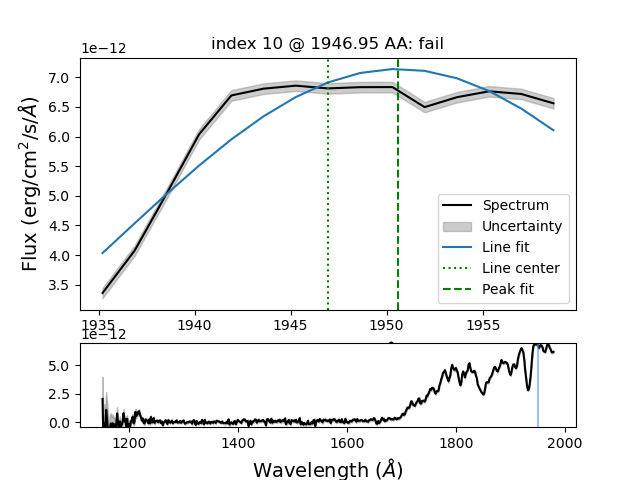 index 10 @ 1946.95 AA: fail
1e−12
7.0
6.5
6.0
5.5
5.0
4.5
4.0
3.5
Flux (erg/cm²/s/Å)
Spectrum
Uncertainty
Line fit
Line center
Peak fit
1935 1940 1945 1950 1955
1e−12
5.0
2.5
0.0
1200 1400 1600 1800 2000
Wavelength (Å)